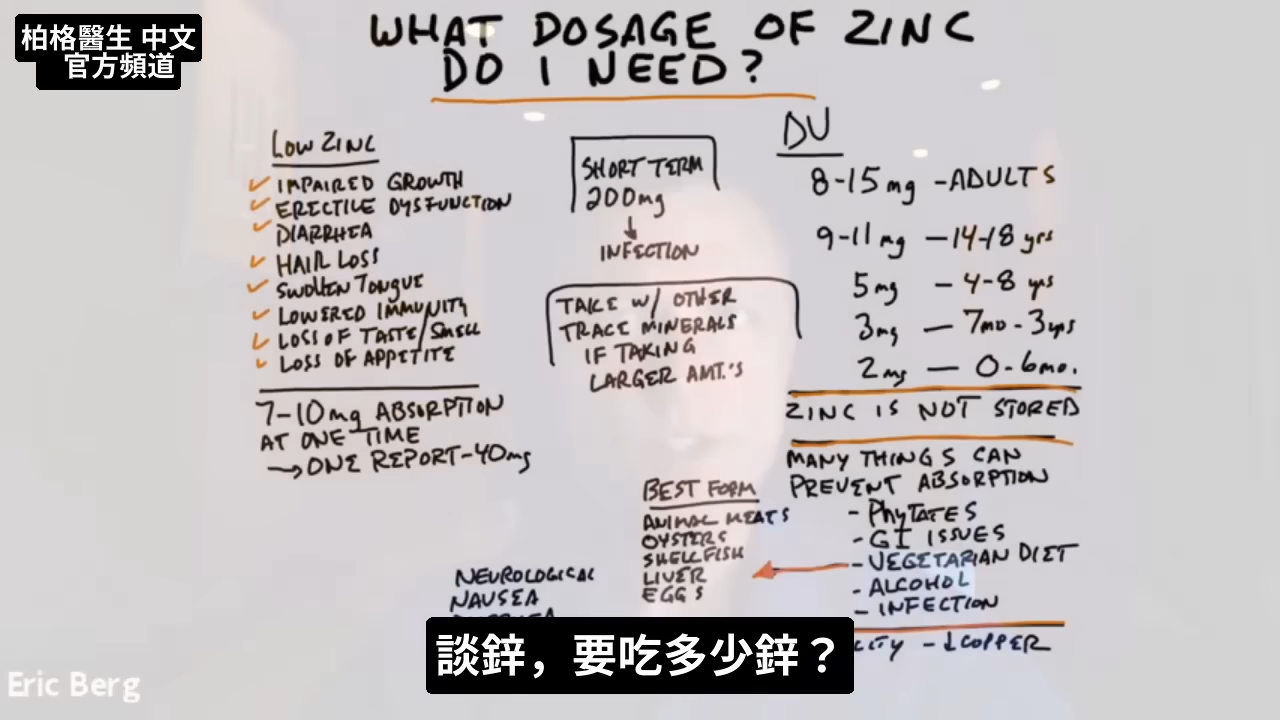 柏格醫生 中文
官方頻道
WHAT DOSAGE OF ZINC
DO I NEED?
LOW ZINC
IMPAIRED GROWTH
ERECTILE DYSFUNCTION
DIARRHEA
HAIR LOSS
SWOLLEN TONGUE
LOWERED IMMUNITY
LOSS OF TASTE/SMELL
LOSS OF APPETITE
7-10mg ABSORPTION
AT ONE TIME
→ ONE REPORT-40mg
SHORT TERM
200mg
↓
INFECTION
TAKE W/ OTHER
TRACE MINERALS
IF TAKING
LARGER AMT.'S
DV
8-15mg -ADULTS
9-11mg -14-18 yrs
5mg - 4-8 yrs
3mg - 7mo - 3yrs
2mg - 0-6mo.
ZINC IS NOT STORED
MANY THINGS CAN
PREVENT ABSORPTION
- PHYTATES
- GI ISSUES
- VEGETARIAN DIET
- ALCOHOL
- INFECTION
BEST FORM
ANIMAL MEATS
OYSTERS
SHELLFISH
LIVER
EGGS
NEUROLOGICAL
NAUSEA
- ↓COPPER
談鋅，要吃多少鋅？
Eric Berg